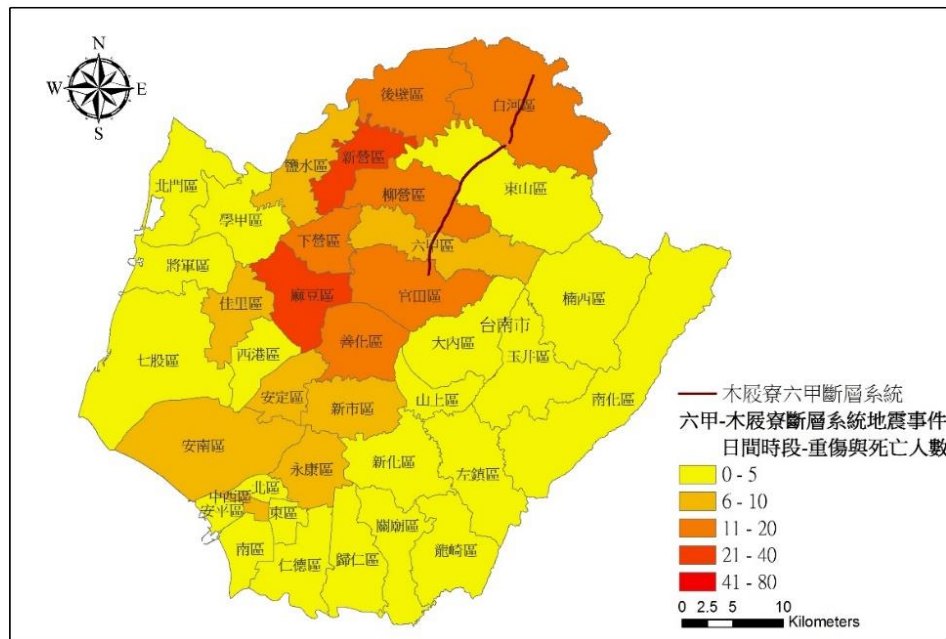 N
W E
S
後壁區
白河區
鹽水區
新營區
北門區
柳營區
東山區
學甲區
下營區
六甲區
將軍區
麻豆區
官田區
楠西區
佳里區
台南市
七股區
西港區
善化區
大內區
玉井區
安定區
新市區
山上區
南化區
安南區
永康區
新化區
左鎮區
中西區
北區
安平區
東區
關廟區
南區
仁德區
歸仁區
龍崎區
木屐寮六甲斷層系統
六甲-木屐寮斷層系統地震事件
日間時段-重傷與死亡人數
0 - 5
6 - 10
11 - 20
21 - 40
41 - 80
0 2.5 5 10
Kilometers